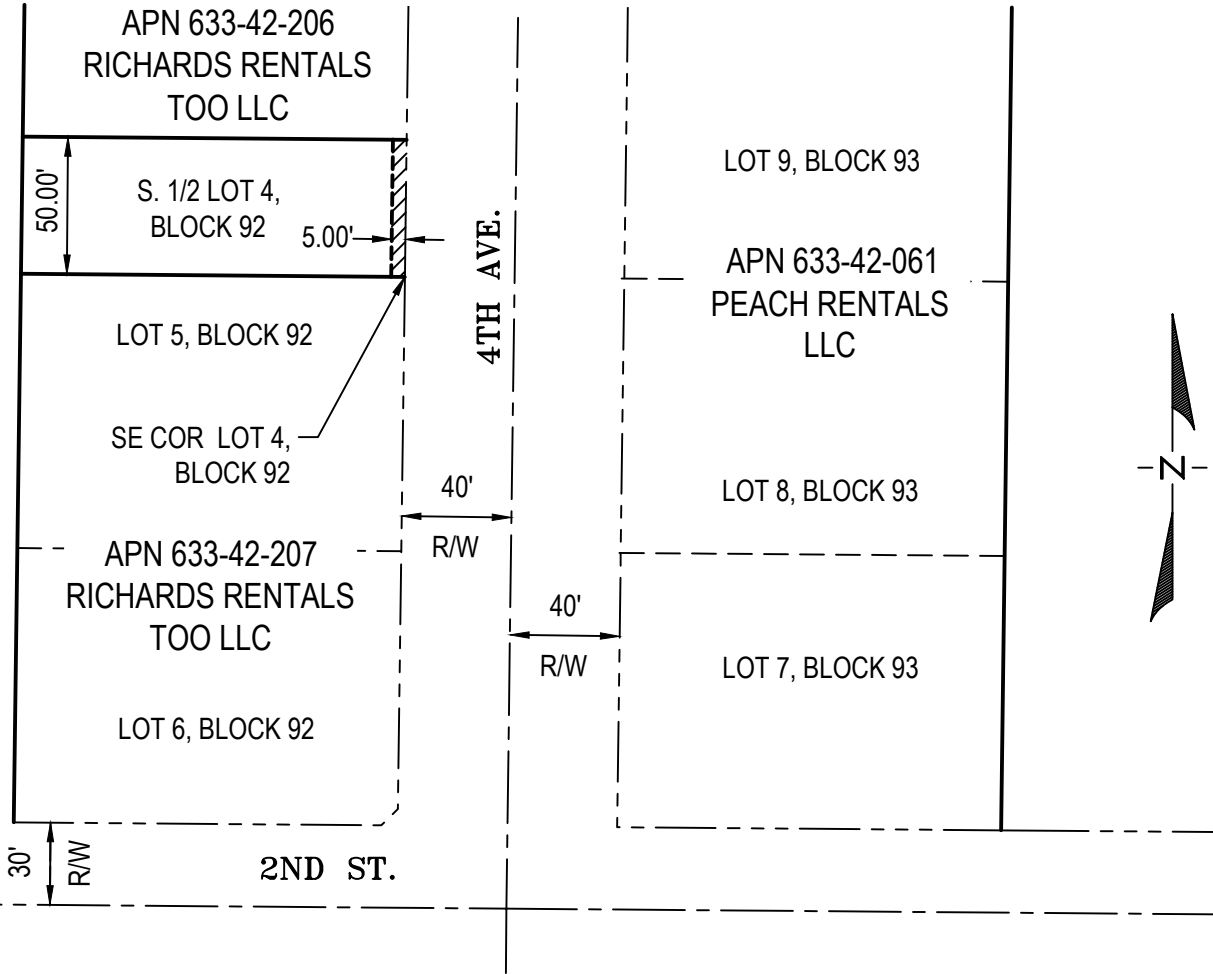 APN 633-42-206
RICHARDS RENTALS
TOO LLC
50.00'
S. 1/2 LOT 4,
BLOCK 92
5.00'
LOT 5, BLOCK 92
SE COR LOT 4,
BLOCK 92
APN 633-42-207
RICHARDS RENTALS
TOO LLC
LOT 6, BLOCK 92
30'
R/W
2ND ST.
4TH AVE.
40'
R/W
40'
R/W
LOT 9, BLOCK 93
APN 633-42-061
PEACH RENTALS
LLC
LOT 8, BLOCK 93
LOT 7, BLOCK 93
N